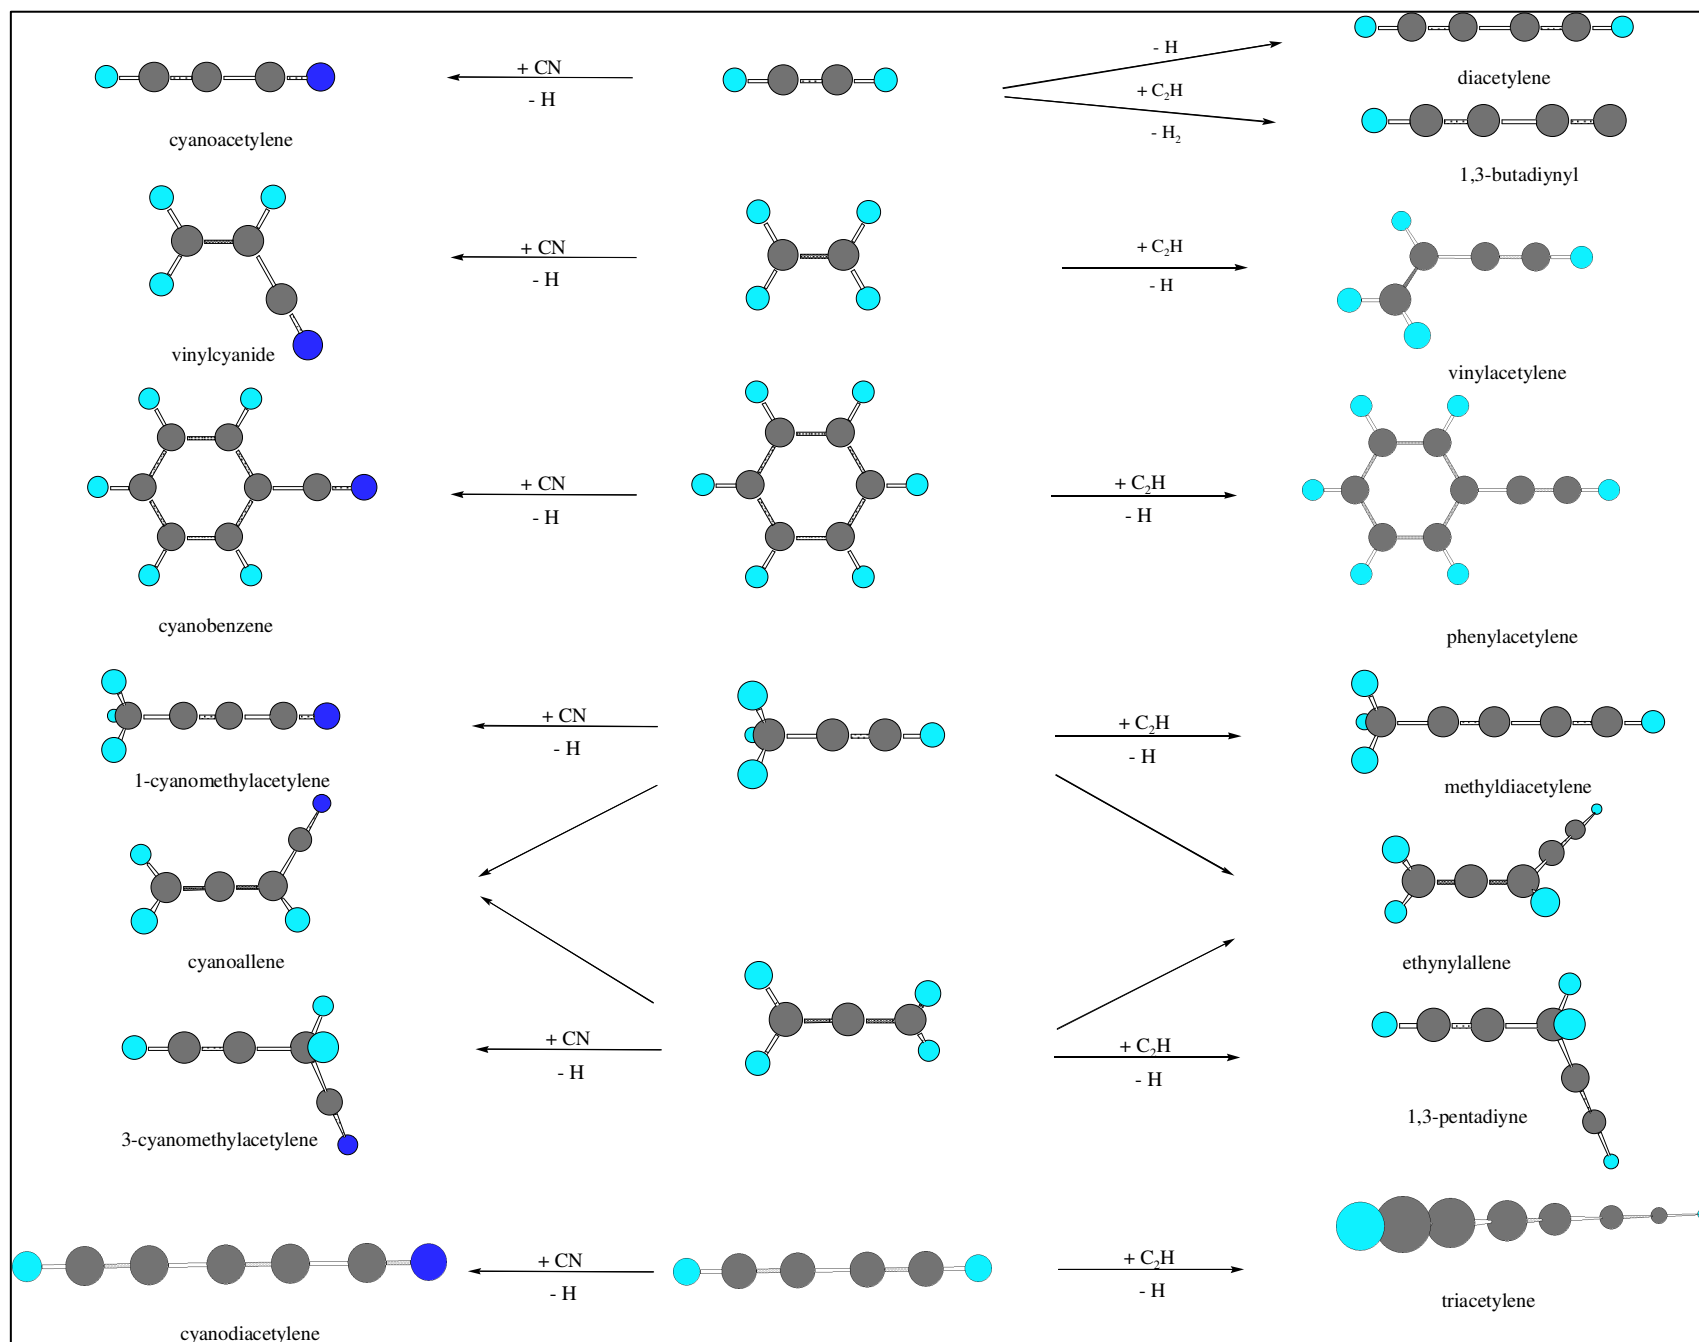 + CN
- H
cyanoacetylene
- H
+ C₂H
- H₂
diacetylene
1,3-butadiynyl
+ CN
- H
vinylcyanide
+ C₂H
- H
vinylacetylene
+ CN
- H
cyanobenzene
+ C₂H
- H
phenylacetylene
+ CN
- H
1-cyanomethylacetylene
+ C₂H
- H
methyldiacetylene
cyanoallene
ethynylallene
+ CN
- H
3-cyanomethylacetylene
+ C₂H
- H
1,3-pentadiyne
+ CN
- H
cyanodiacetylene
+ C₂H
- H
triacetylene